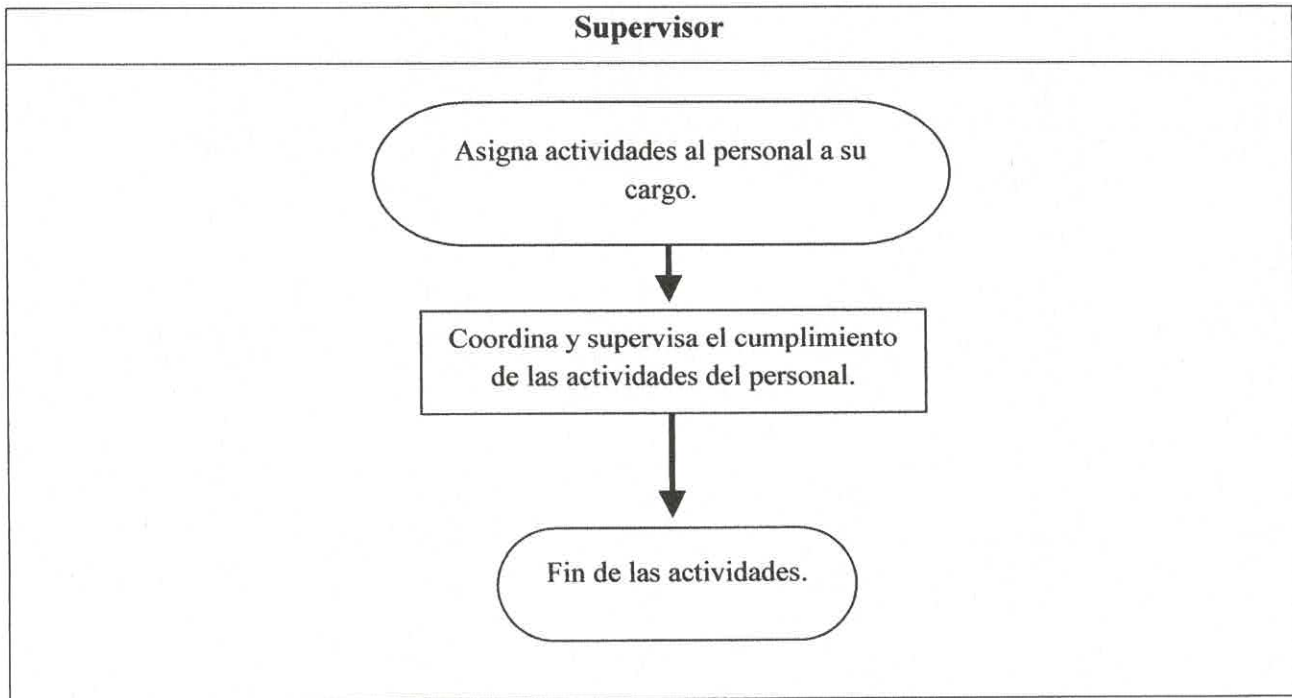 Supervisor
Asigna actividades al personal a su
cargo.
Coordina y supervisa el cumplimiento
de las actividades del personal.
Fin de las actividades.